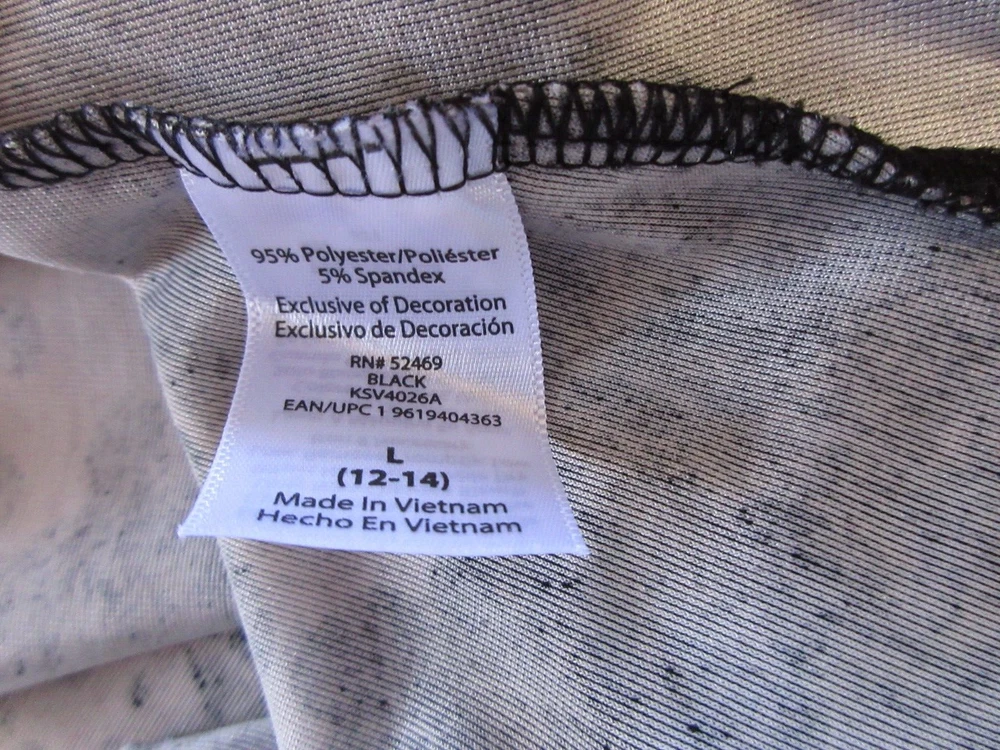 95% Polyester/Poliéster
5% Spandex
Exclusive of Decoration
Exclusivo de Decoración
RN# 52469
BLACK
KSV4026A
EAN/UPC 1 9619404363
L
(12-14)
Made In Vietnam
Hecho En Vietnam